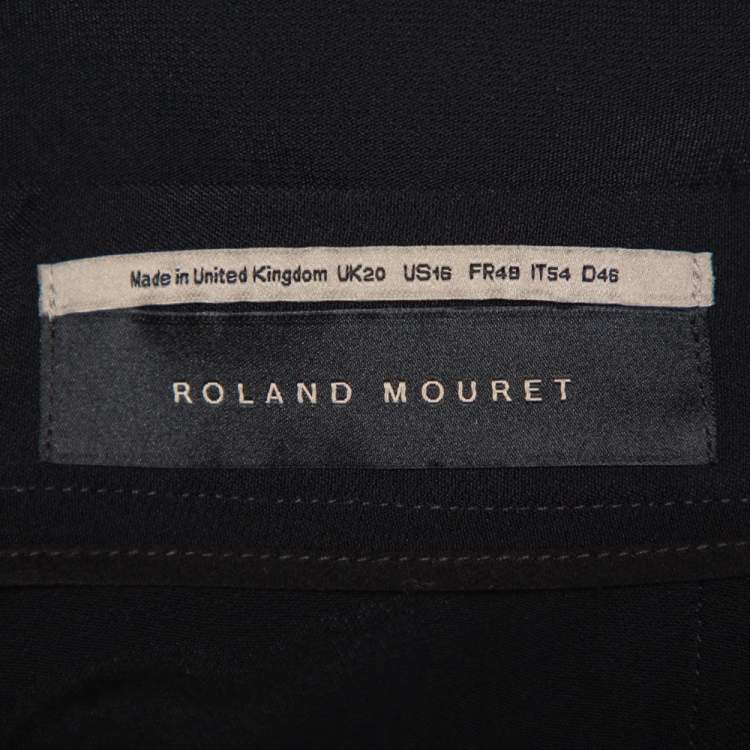 Made in United Kingdom UK20 US16 FR48 IT54 D46
ROLAND MOURET